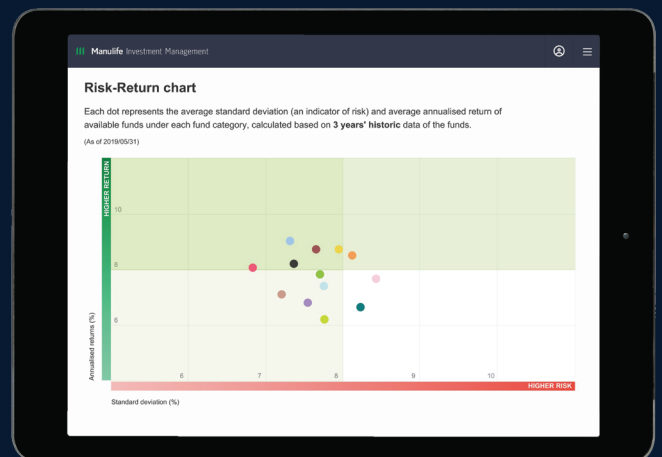 Manulife Investment Management
Risk-Return chart
Each dot represents the average standard deviation (an indicator of risk) and average annualised return of
available funds under each fund category, calculated based on 3 years' historic data of the funds.
(As of 2019/05/31)
HIGHER RETURN
10
8
6
Annualised returns (%)
6
7
8
9
10
HIGHER RISK
Standard deviation (%)